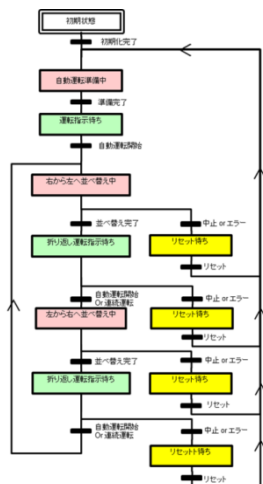 初期状態
初期化完了
自動運転準備中
準備完了
運転指示待ち
自動運転開始
右から左へ並べ替え中
並べ替え完了
中止 or エラー
折り返し運転指示待ち
リセット待ち
リセット
自動運転開始
Or 連続運転
中止 or エラー
左から右へ並べ替え中
リセット待ち
リセット
並べ替え完了
中止 or エラー
折り返し運転指示待ち
リセット待ち
リセット
自動運転開始
Or 連続運転
中止 or エラー
リセット待ち
リセット